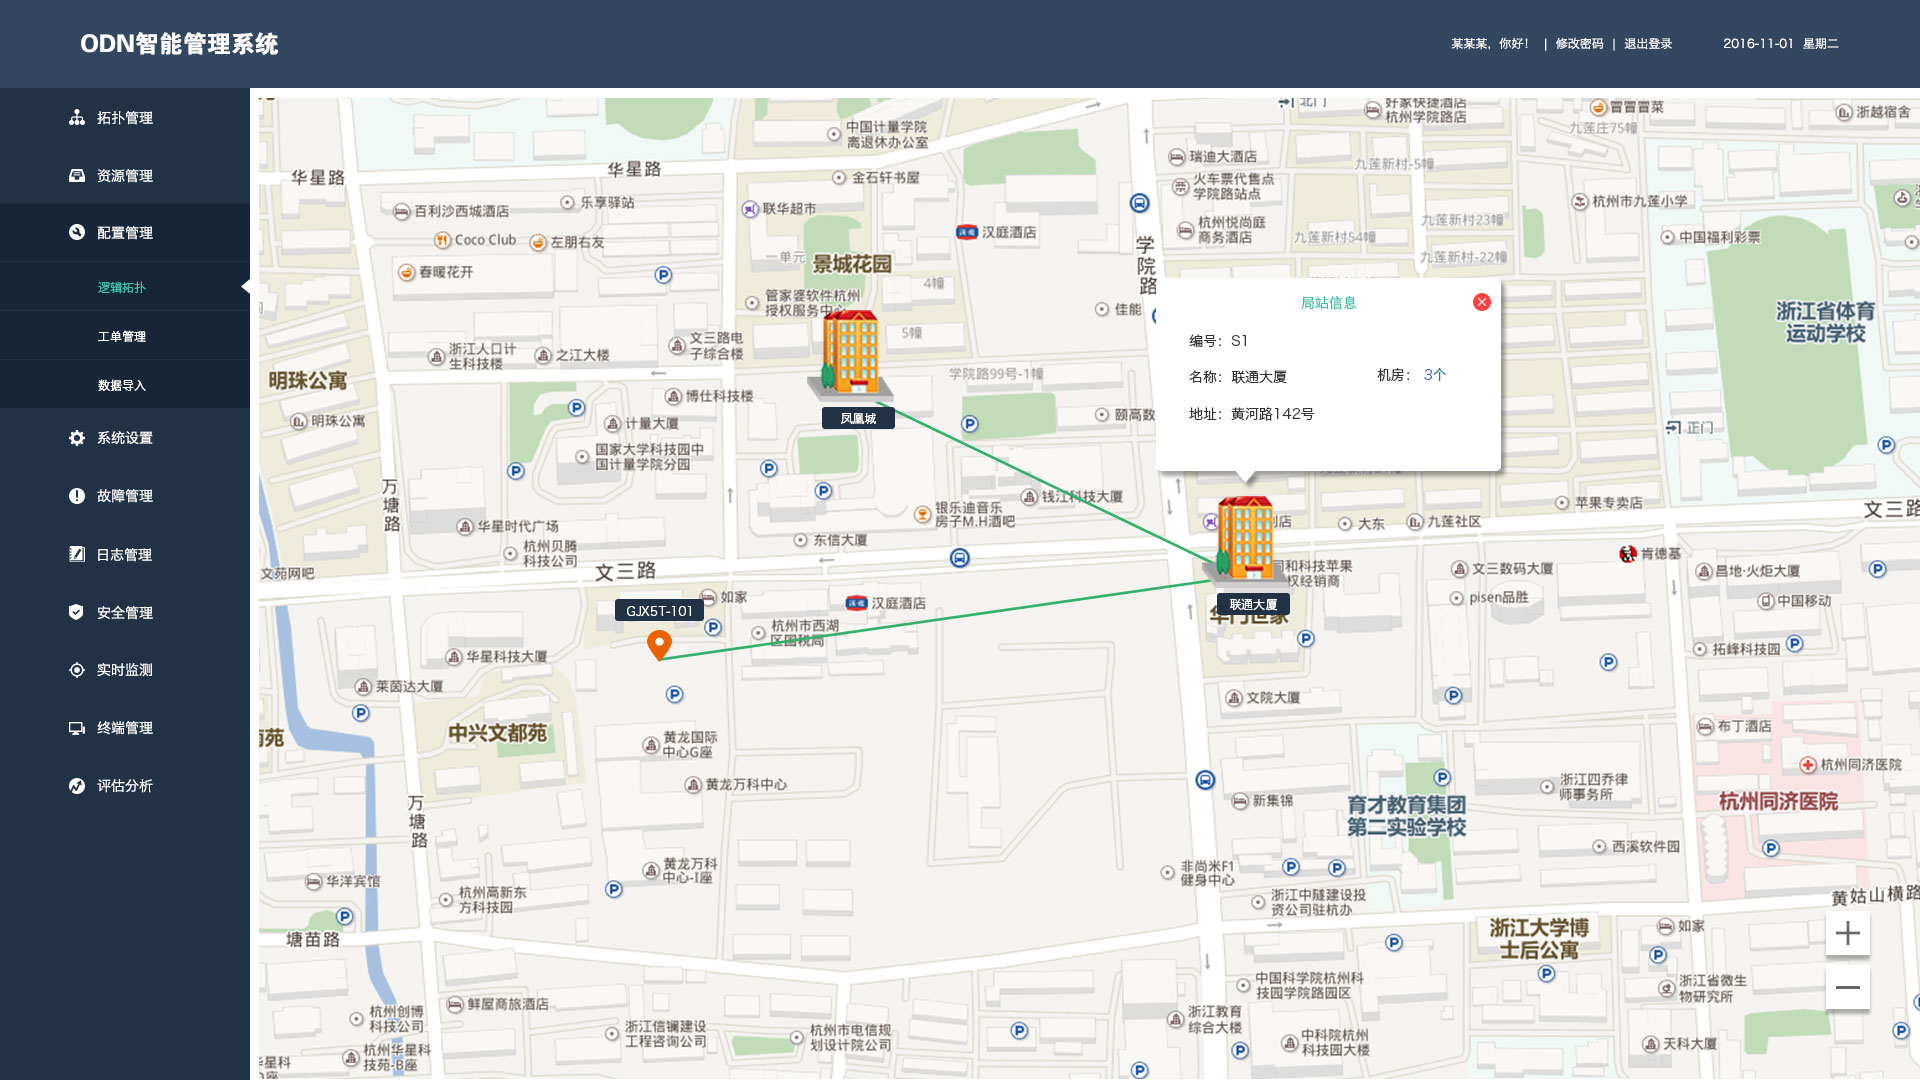 ODN智能管理系统
某某某，你好！ | 修改密码 | 退出登录
2016-11-01 星期二
拓扑管理
资源管理
配置管理
逻辑拓扑
工单管理
数据导入
系统设置
故障管理
日志管理
安全管理
实时监测
终端管理
评估分析
局站信息
编号：S1
名称：联通大厦
机房：3个
地址：黄河路142号
凤凰城
联通大厦
GJX5T-101
中国计量学院
离退休办公室
华星路
华星路
金石轩书屋
百利沙西城酒店
乐享驿站
联华超市
Coco Club
左朋右友
汉庭酒店
春暖花开
一单元
景城花园
4幢
管家婆软件杭州
授权服务中心
5幢
学院路
佳能
北门
好家快捷酒店
杭州学院路店
冒冒冒菜
九莲庄75幢
浙越宿舍
瑞迪大酒店
九莲新村-5幢
火车票代售点
学院路站点
杭州市九莲小学
杭州悦尚庭
商务酒店
九莲新村23幢
九莲新村54幢
中国福利彩票
九莲新村-22幢
浙江省体育
运动学校
浙江人口计
生科技楼
之江大楼
文三路电
子综合楼
明珠公寓
学院路99号-1幢
博仕科技楼
明珠公寓
计量大厦
颐高数
国家大学科技园中
国计量学院分园
正门
万塘路
钱江科技大厦
银乐迪音乐
房子M.H酒吧
华星时代广场
东信大厦
杭州贝腾
科技公司
文苑网吧
文三路
大东
九莲社区
苹果专卖店
文三路
肯德基
文三数码大厦
昌地·火炬大厦
pisen品胜
中国移动
如家
汉庭酒店
杭州市西湖
区国税局
华门世家
华星科技大厦
拓峰科技园
莱茵达大厦
文院大厦
中兴文都苑
黄龙国际
中心G座
布丁酒店
黄龙万科中心
新集锦
浙江四乔律
师事务所
杭州同济医院
杭州同济医院
育才教育集团
第二实验学校
万塘路
西溪软件园
黄龙万科
中心-I座
非尚米F1
健身中心
华洋宾馆
杭州高新东
方科技园
浙江中隧建设投
资公司驻杭办
黄姑山横路
塘苗路
浙江大学博
士后公寓
如家
中国科学院杭州科
技园学院路园区
浙江省微生
物研究所
鲜屋商旅酒店
杭州创博
科技公司
浙江信镧建设
工程咨询公司
杭州市电信规
划设计院公司
浙江教育
综合大楼
中科院杭州
科技园大楼
天科大厦
杭州华星科
技苑-B座